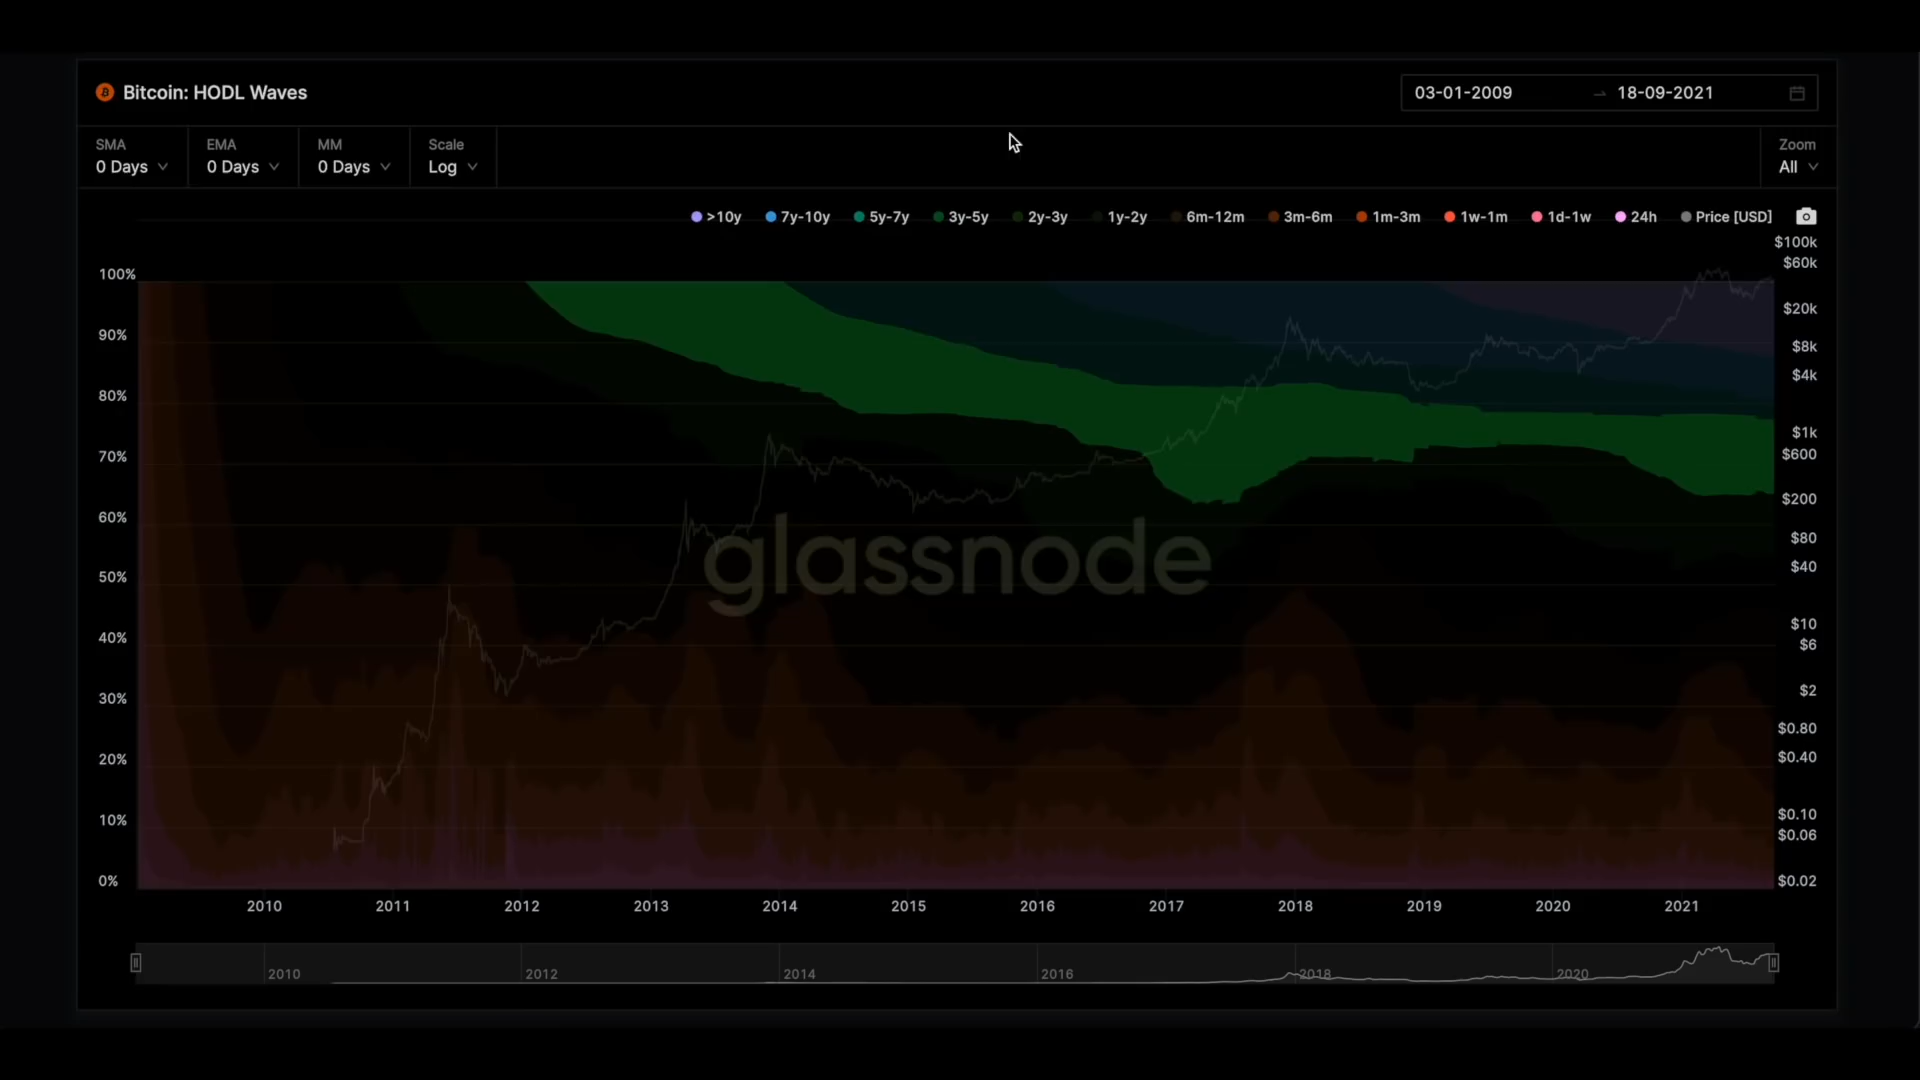 Bitcoin: HODL Waves
03-01-2009 → 18-09-2021
SMA EMA MM Scale Zoom
0 Days 0 Days 0 Days Log All
>10y 7y-10y 5y-7y 3y-5y 2y-3y 1y-2y 6m-12m 3m-6m 1m-3m 1w-1m 1d-1w 24h Price [USD]
$100k
$60k
100%
$20k
90%
$8k
$4k
80%
$1k
70%
$600
$200
60%
$80
glassnode
$40
50%
$10
40%
$6
30%
$2
$0.80
20%
$0.40
10%
$0.10
$0.06
0%
$0.02
2010 2011 2012 2013 2014 2015 2016 2017 2018 2019 2020 2021
2010 2012 2014 2016 2018 2020